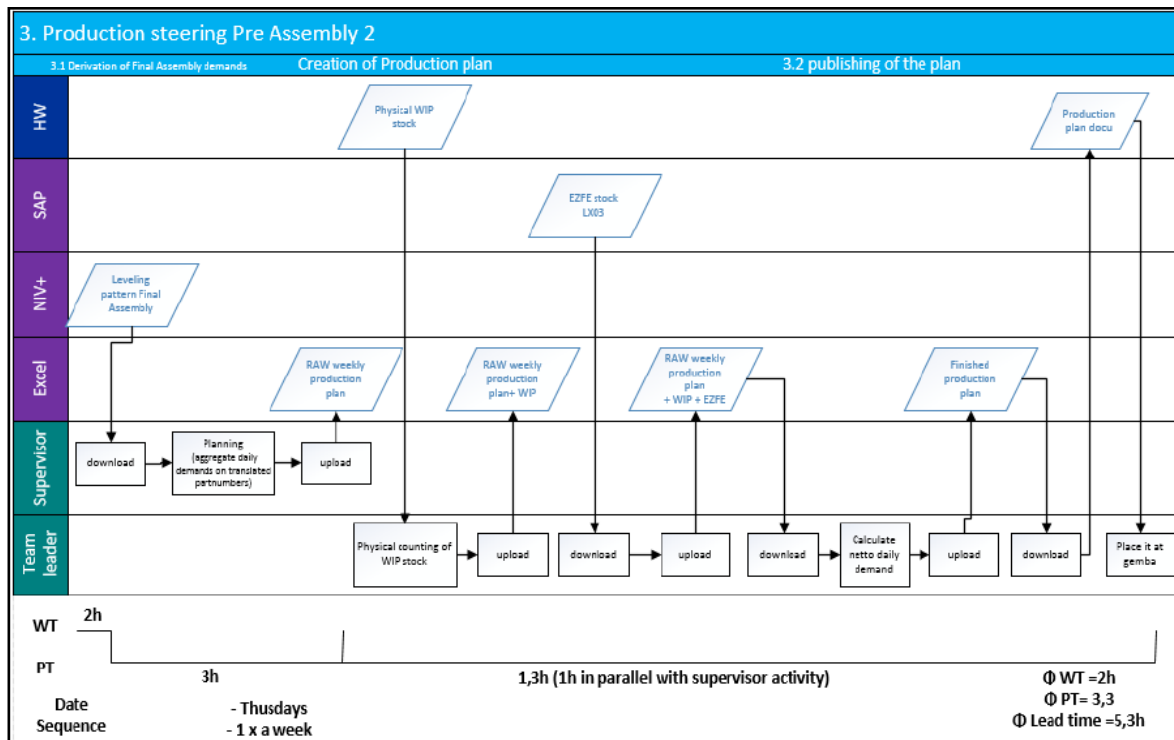 3. Production steering Pre Assembly 2
3.1 Derivation of Final Assembly demands
Creation of Production plan
3.2 publishing of the plan
HW
Physical WIP
stock
Production
plan docu
SAP
EZFE stock
LX03
NIV+
Leveling
pattern Final
Assembly
Excel
RAW weekly
production
plan
RAW weekly
production
plan+ WIP
RAW weekly
production
plan
+ WIP + EZFE
Finished
production
plan
Supervisor
download
Planning
(aggregate daily
demands on translated
partnumbers)
upload
Team
leader
Physical counting of
WIP stock
upload
download
upload
download
Calculate
netto daily
demand
upload
download
Place it at
gemba
WT
2h
PT
3h
1,3h (1h in parallel with supervisor activity)
Φ WT =2h
Φ PT= 3,3
Φ Lead time =5,3h
Date
Sequence
- Thusdays
- 1 x a week